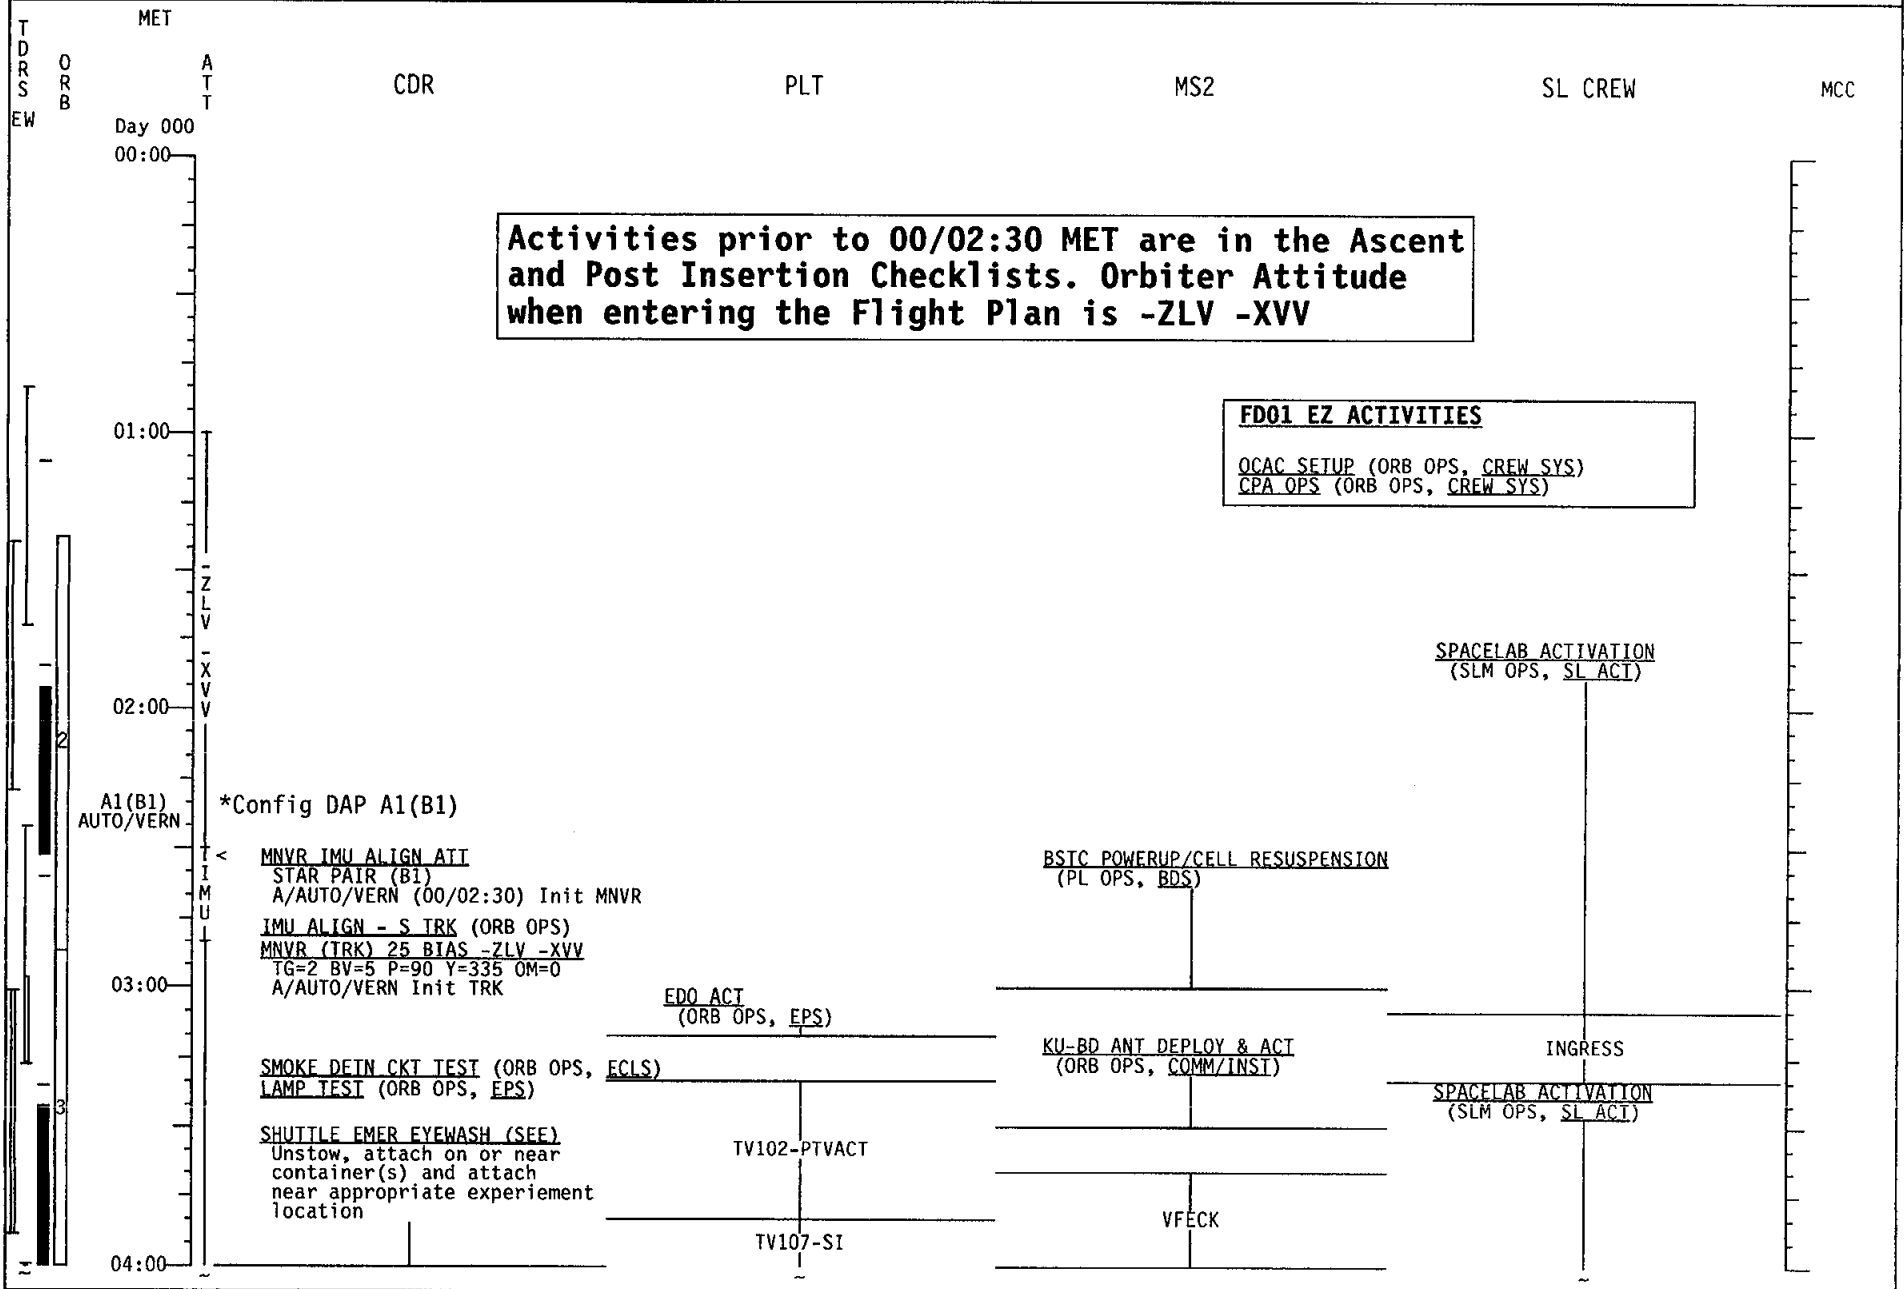 MET
TDRS
ORB
ATT
CDR
PLT
MS2
SL CREW
MCC
EW
Day 000
00:00
Activities prior to 00/02:30 MET are in the Ascent
and Post Insertion Checklists. Orbiter Attitude
when entering the Flight Plan is -ZLV -XVV
FD01 EZ ACTIVITIES
OCAC SETUP (ORB OPS, CREW SYS)
CPA OPS (ORB OPS, CREW SYS)
01:00
-ZLV
-XVV
SPACELAB ACTIVATION
(SLM OPS, SL ACT)
02:00
2
A1(B1)
AUTO/VERN
*Config DAP A1(B1)
<
IMU
MNVR IMU ALIGN ATT
STAR PAIR (B1)
A/AUTO/VERN (00/02:30) Init MNVR
IMU ALIGN - S TRK (ORB OPS)
MNVR (TRK) 25 BIAS -ZLV -XVV
TG=2 BV=5 P=90 Y=335 OM=0
A/AUTO/VERN Init TRK
BSTC POWERUP/CELL RESUSPENSION
(PL OPS, BDS)
03:00
EDO ACT
(ORB OPS, EPS)
KU-BD ANT DEPLOY & ACT
(ORB OPS, COMM/INST)
INGRESS
SMOKE DETN CKT TEST (ORB OPS, ECLS)
LAMP TEST (ORB OPS, EPS)
SPACELAB ACTIVATION
(SLM OPS, SL ACT)
3
SHUTTLE EMER EYEWASH (SEE)
Unstow, attach on or near
container(s) and attach
near appropriate experiement
location
TV102-PTVACT
VFECK
TV107-SI
04:00
~
~
~
~